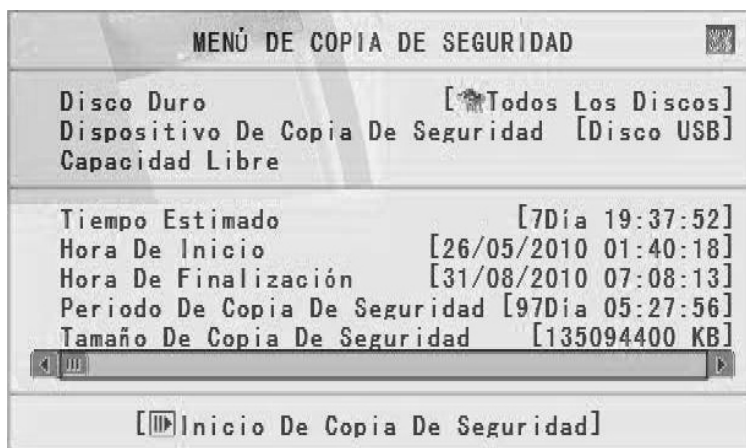 MENÚ DE COPIA DE SEGURIDAD
Disco Duro [Todos Los Discos]
Dispositivo De Copia De Seguridad [Disco USB]
Capacidad Libre
Tiempo Estimado [7Día 19:37:52]
Hora De Inicio [26/05/2010 01:40:18]
Hora De Finalización [31/08/2010 07:08:13]
Periodo De Copia De Seguridad [97Día 05:27:56]
Tamaño De Copia De Seguridad [135094400 KB]
[Inicio De Copia De Seguridad]